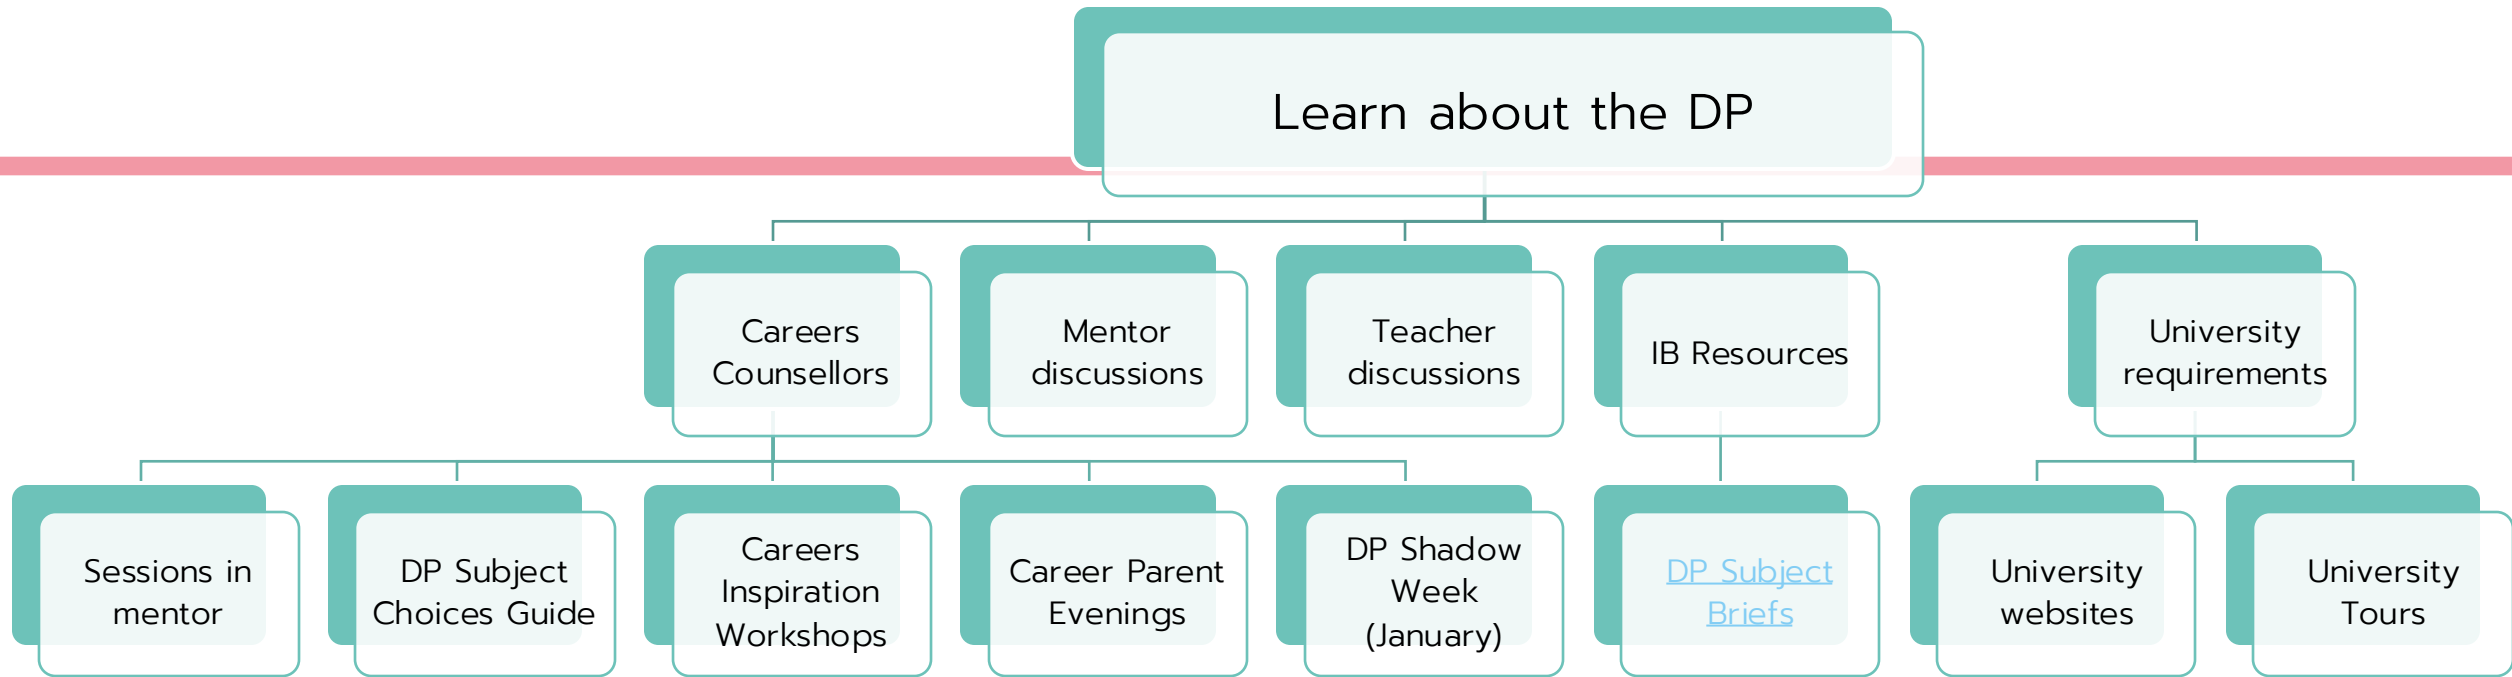 Learn about the DP
Careers
Counsellors
Mentor
discussions
Teacher
discussions
IB Resources
University
requirements
Sessions in
mentor
DP Subject
Choices Guide
Careers
Inspiration
Workshops
Career Parent
Evenings
DP Shadow
Week
(January)
DP Subject
Briefs
University
websites
University
Tours